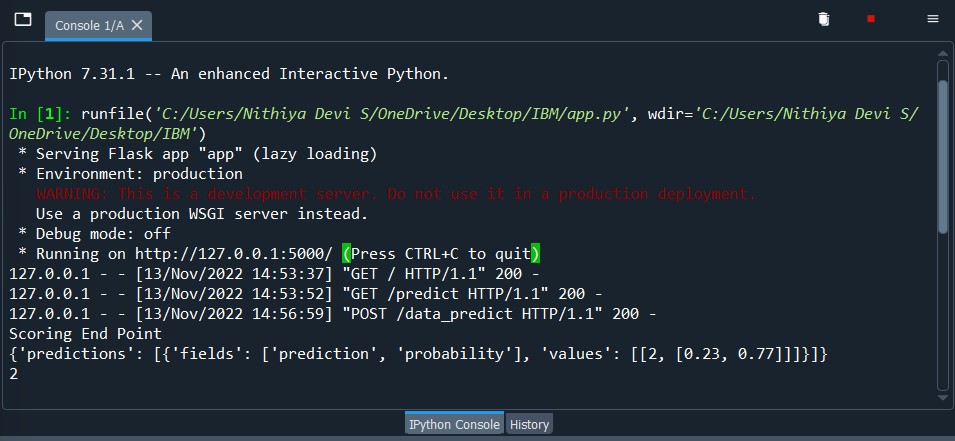 Console 1/A
IPython 7.31.1 -- An enhanced Interactive Python.
In [1]: runfile('C:/Users/Nithiya Devi S/OneDrive/Desktop/IBM/app.py', wdir='C:/Users/Nithiya Devi S/
OneDrive/Desktop/IBM')
* Serving Flask app "app" (lazy loading)
* Environment: production
WARNING: This is a development server. Do not use it in a production deployment.
Use a production WSGI server instead.
* Debug mode: off
* Running on http://127.0.0.1:5000/ (Press CTRL+C to quit)
127.0.0.1 - - [13/Nov/2022 14:53:37] "GET / HTTP/1.1" 200 -
127.0.0.1 - - [13/Nov/2022 14:53:52] "GET /predict HTTP/1.1" 200 -
127.0.0.1 - - [13/Nov/2022 14:56:59] "POST /data_predict HTTP/1.1" 200 -
Scoring End Point
{'predictions': [{'fields': ['prediction', 'probability'], 'values': [[2, [0.23, 0.77]]]}]}
2
IPython Console History